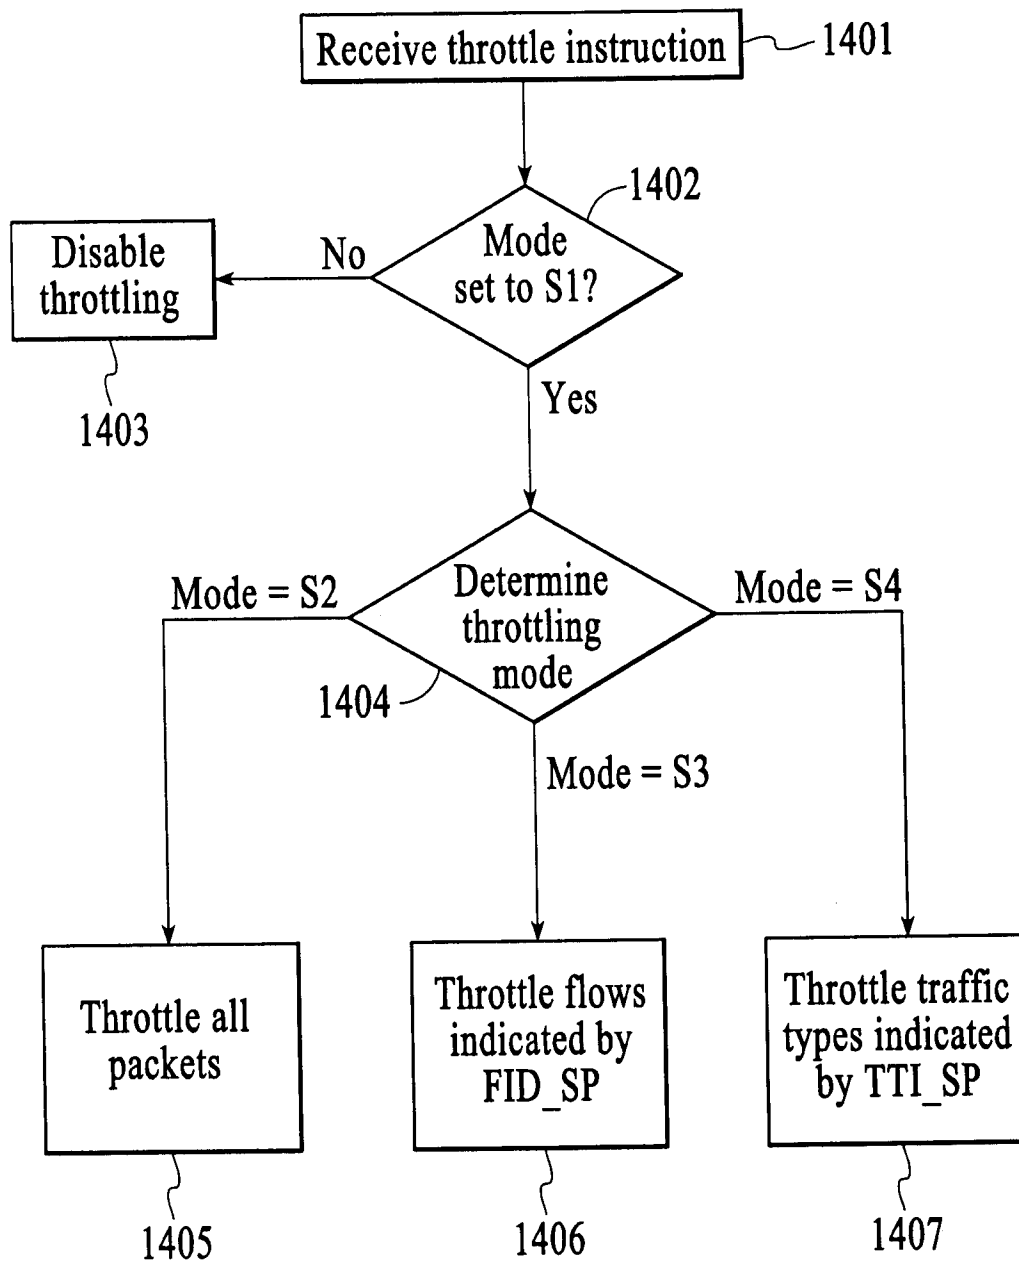 Receive throttle instruction
1401
1402
Mode
set to S1?
No
Disable
throttling
1403
Yes
Determine
throttling
mode
Mode = S2
Mode = S4
1404
Mode = S3
Throttle all
packets
Throttle flows
indicated by
FID_SP
Throttle traffic
types indicated
by TTI_SP
1405
1406
1407